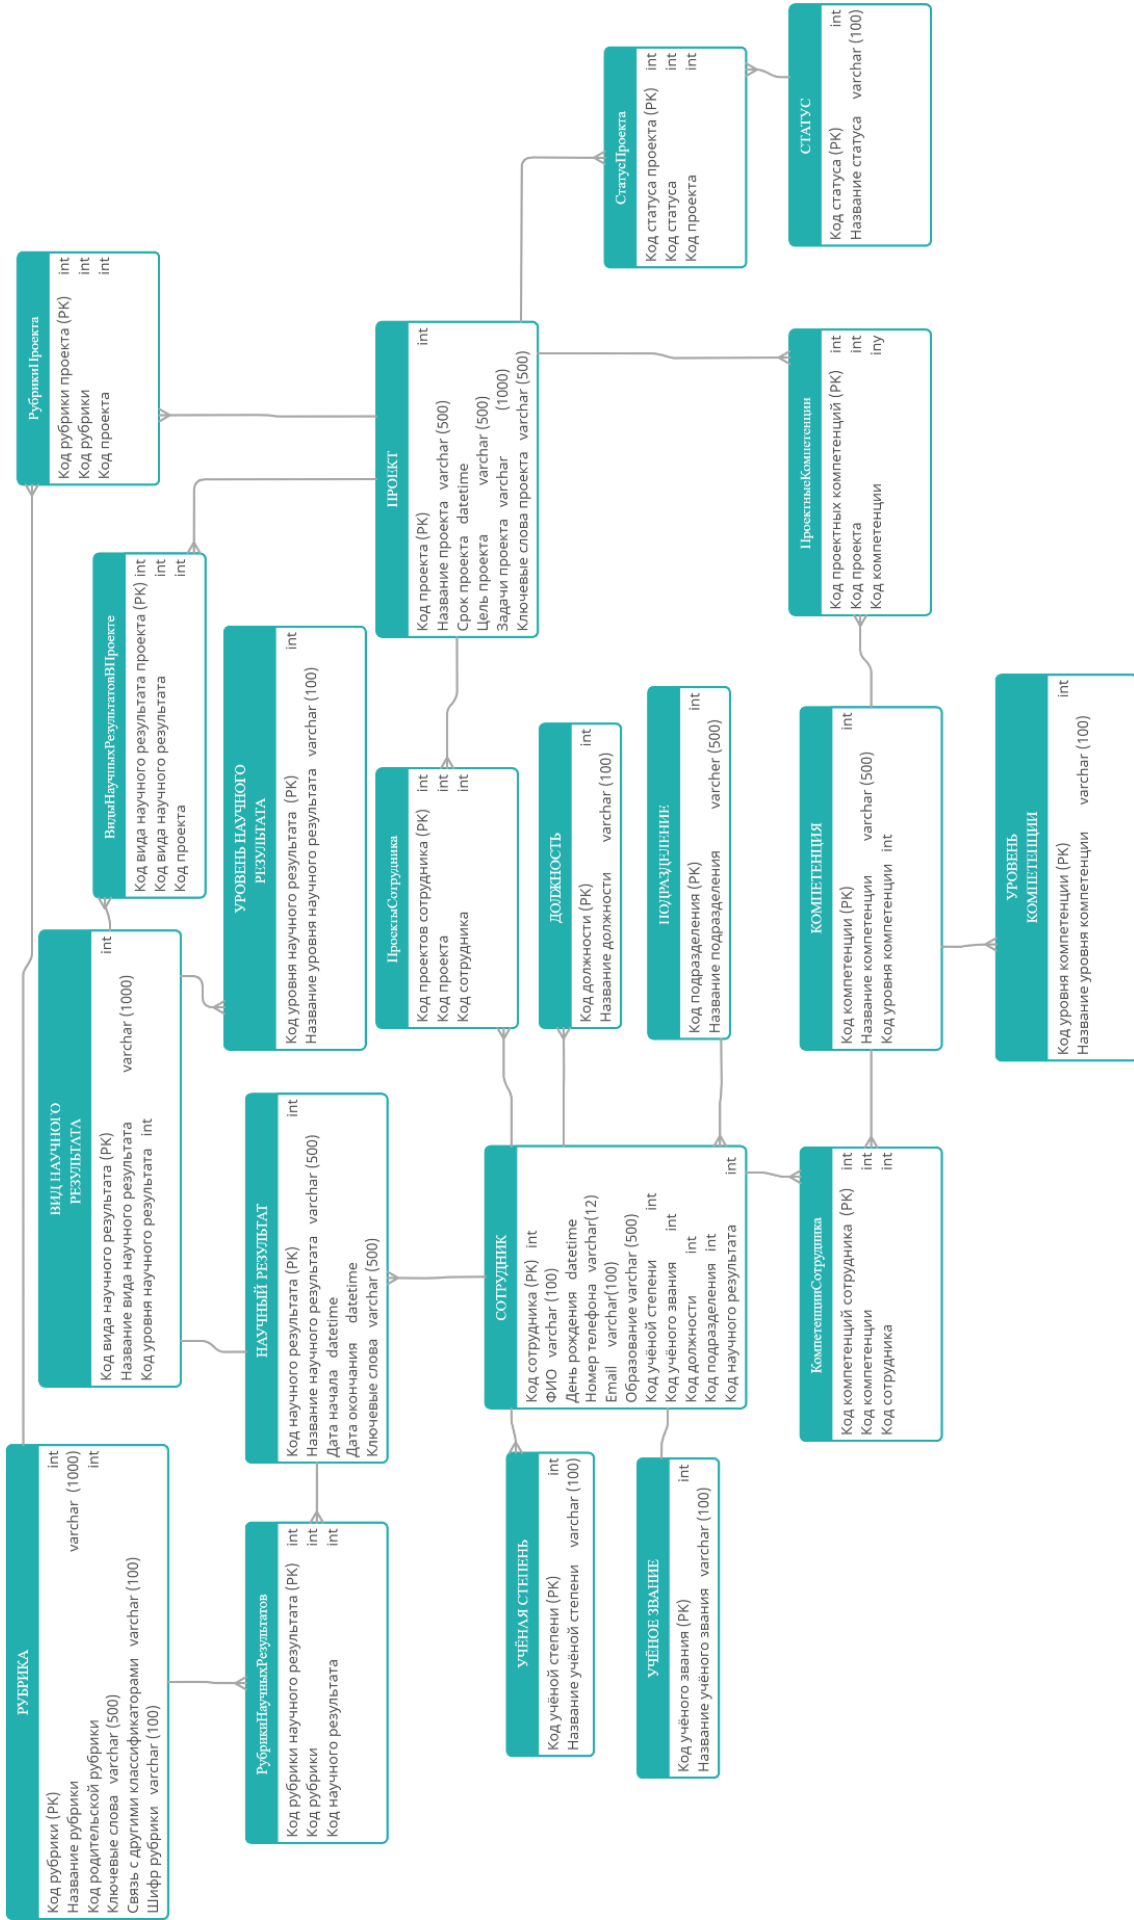 РУБРИКА
Код рубрики (PK) int
Название рубрики varchar (1000)
Код родительской рубрики int
Ключевые слова varchar (500)
Связь с другими классификаторами varchar (100)
Шифр рубрики varchar (100)
ВИД НАУЧНОГО
РЕЗУЛЬТАТА
Код вида научного результата (PK) int
Название вида научного результата varchar (1000)
Код уровня научного результата int
ВидыНаучныхРезультатовВПроекте
Код вида научного результата проекта (PK) int
Код вида научного результата int
Код проекта int
РубрикиПроекта
Код рубрики проекта (PK) int
Код рубрики int
Код проекта int
РубрикиНаучныхРезультатов
Код рубрики научного результата (PK) int
Код рубрики int
Код научного результата int
НАУЧНЫЙ РЕЗУЛЬТАТ
Код научного результата (PK) int
Название научного результата varchar (500)
Дата начала datetime
Дата окончания datetime
Ключевые слова varchar (500)
УРОВЕНЬ НАУЧНОГО
РЕЗУЛЬТАТА
Код уровня научного результата (PK) int
Название уровня научного результата varchar (100)
ПроектыСотрудника
Код проектов сотрудника (PK) int
Код проекта int
Код сотрудника int
ПРОЕКТ
Код проекта (PK) int
Название проекта varchar (500)
Срок проекта datetime
Цель проекта varchar (500)
Задачи проекта varchar (1000)
Ключевые слова проекта varchar (500)
УЧЁНАЯ СТЕПЕНЬ
Код учёной степени (PK) int
Название учёной степени varchar (100)
УЧЁНОЕ ЗВАНИЕ
Код учёного звания (PK) int
Название учёного звания varchar (100)
СОТРУДНИК
Код сотрудника (PK) int
ФИО varchar (100)
День рождения datetime
Номер телефона varchar(12)
Email varchar(100)
Образование varchar (500)
Код учёной степени int
Код учёного звания int
Код должности int
Код подразделения int
Код научного результата int
ДОЛЖНОСТЬ
Код должности (PK) int
Название должности varchar (100)
ПОДРАЗДЕЛЕНИЕ
Код подразделения (PK) int
Название подразделения varcher (500)
СтатусПроекта
Код статуса проекта (PK) int
Код статуса int
Код проекта int
СТАТУС
Код статуса (PK) int
Название статуса varchar (100)
КомпетенцииСотрудника
Код компетенций сотрудника (PK) int
Код компетенции int
Код сотрудника int
КОМПЕТЕНЦИЯ
Код компетенции (PK) int
Название компетенции varchar (500)
Код уровня компетенции int
ПроектныеКомпетенции
Код проектных компетенций (PK) int
Код проекта int
Код компетенции iny
УРОВЕНЬ
КОМПЕТЕНЦИИ
Код уровня компетенции (PK) int
Название уровня компетенции varchar (100)